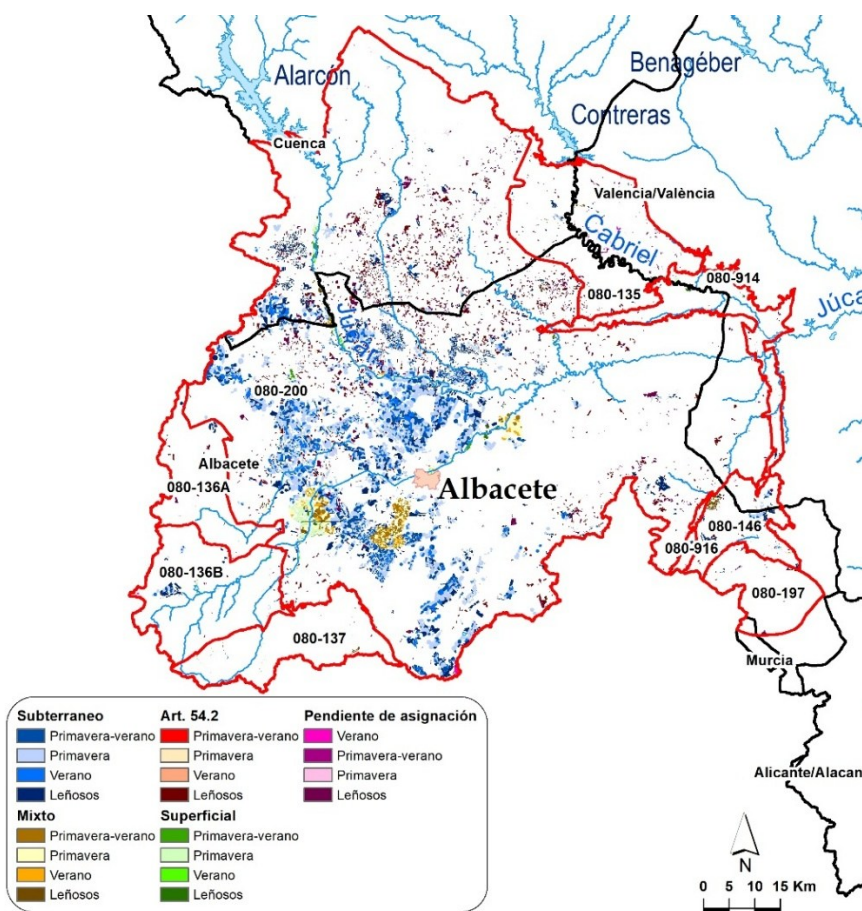 Alarcón
Benagéber
Contreras
Cuenca
Valencia/València
Cabriel
080-914
080-135
Júca
Júcar
080-200
Albacete
Albacete
080-136A
080-146
080-916
080-136B
080-197
080-137
Murcia
Alicante/Alacan
Subterraneo
Primavera-verano
Primavera
Verano
Leñosos
Art. 54.2
Primavera-verano
Primavera
Verano
Leñosos
Pendiente de asignación
Verano
Primavera-verano
Primavera
Leñosos
Mixto
Primavera-verano
Primavera
Verano
Leñosos
Superficial
Primavera-verano
Primavera
Verano
Leñosos
N
0 5 10 15 Km